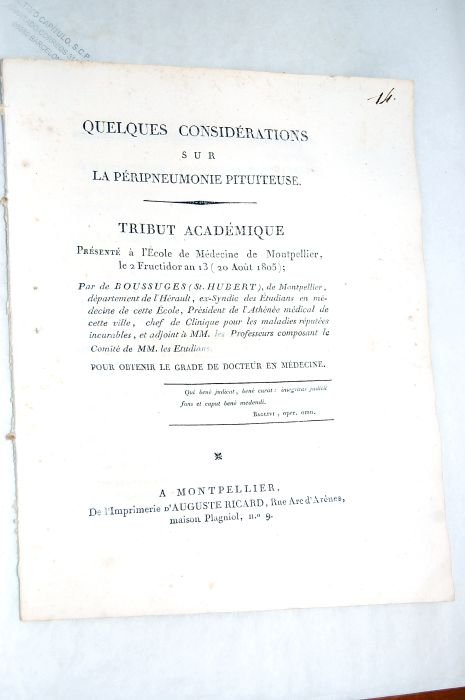 CAPÍTULO, S.C.P.
BARCELONA
14.
QUELQUES CONSIDÉRATIONS
SUR
LA PÉRIPNEUMONIE PITUITEUSE.
TRIBUT ACADÉMIQUE
PRÉSENTÉ à l'École de Médecine de Montpellier,
le 2 Fructidor an 13 (20 Août 1805);
Par de BOUSSUGES (St. HUBERT), de Montpellier,
département de l'Hérault, ex-Syndic des Etudians en mé-
decine de cette Ecole, Président de l'Athénée médical de
cette ville, chef de Clinique pour les maladies réputées
incurables, et adjoint à MM. les Professeurs composant le
Comité de MM. les Etudians,
POUR OBTENIR LE GRADE DE DOCTEUR EN MÉDECINE.
Qui benè judicat, benè curat: integritas judicii
fons et caput benè medendi.
BAGLIVI, oper. omn.
A MONTPELLIER,
De l'Imprimerie D'AUGUSTE RICARD, Rue Arc d'Arènes,
maison Plagniol, n.º 9.